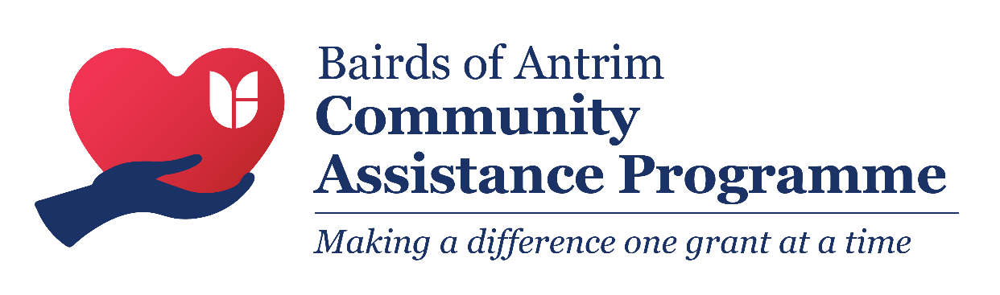 Bairds of Antrim
Community
Assistance Programme
Making a difference one grant at a time